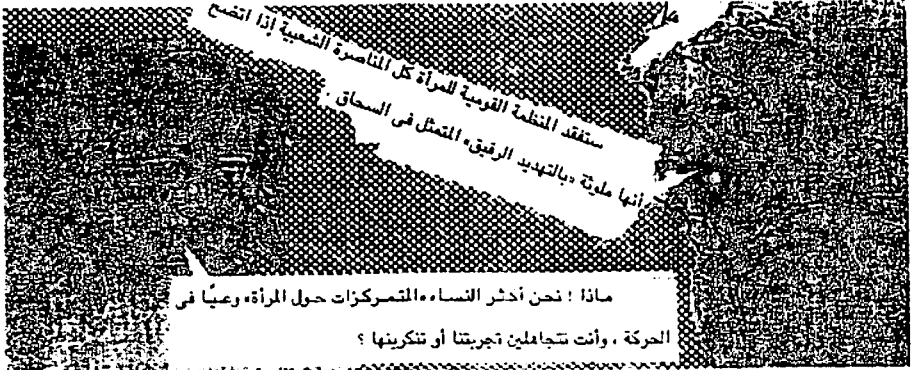 ستفقد المنظمة القومية للمرأة كل المناصرة الشعبية إذا اتضح
أنها ملوثة «بالتهديد الرقيق» المتمثل فى السحاق .
ماذا ! نحن أكثر النساء «المتمركزات حول المرأة» وعيًا فى
الحركة ، وأنت تتجاهلين تجربتنا أو تنكرينها ؟